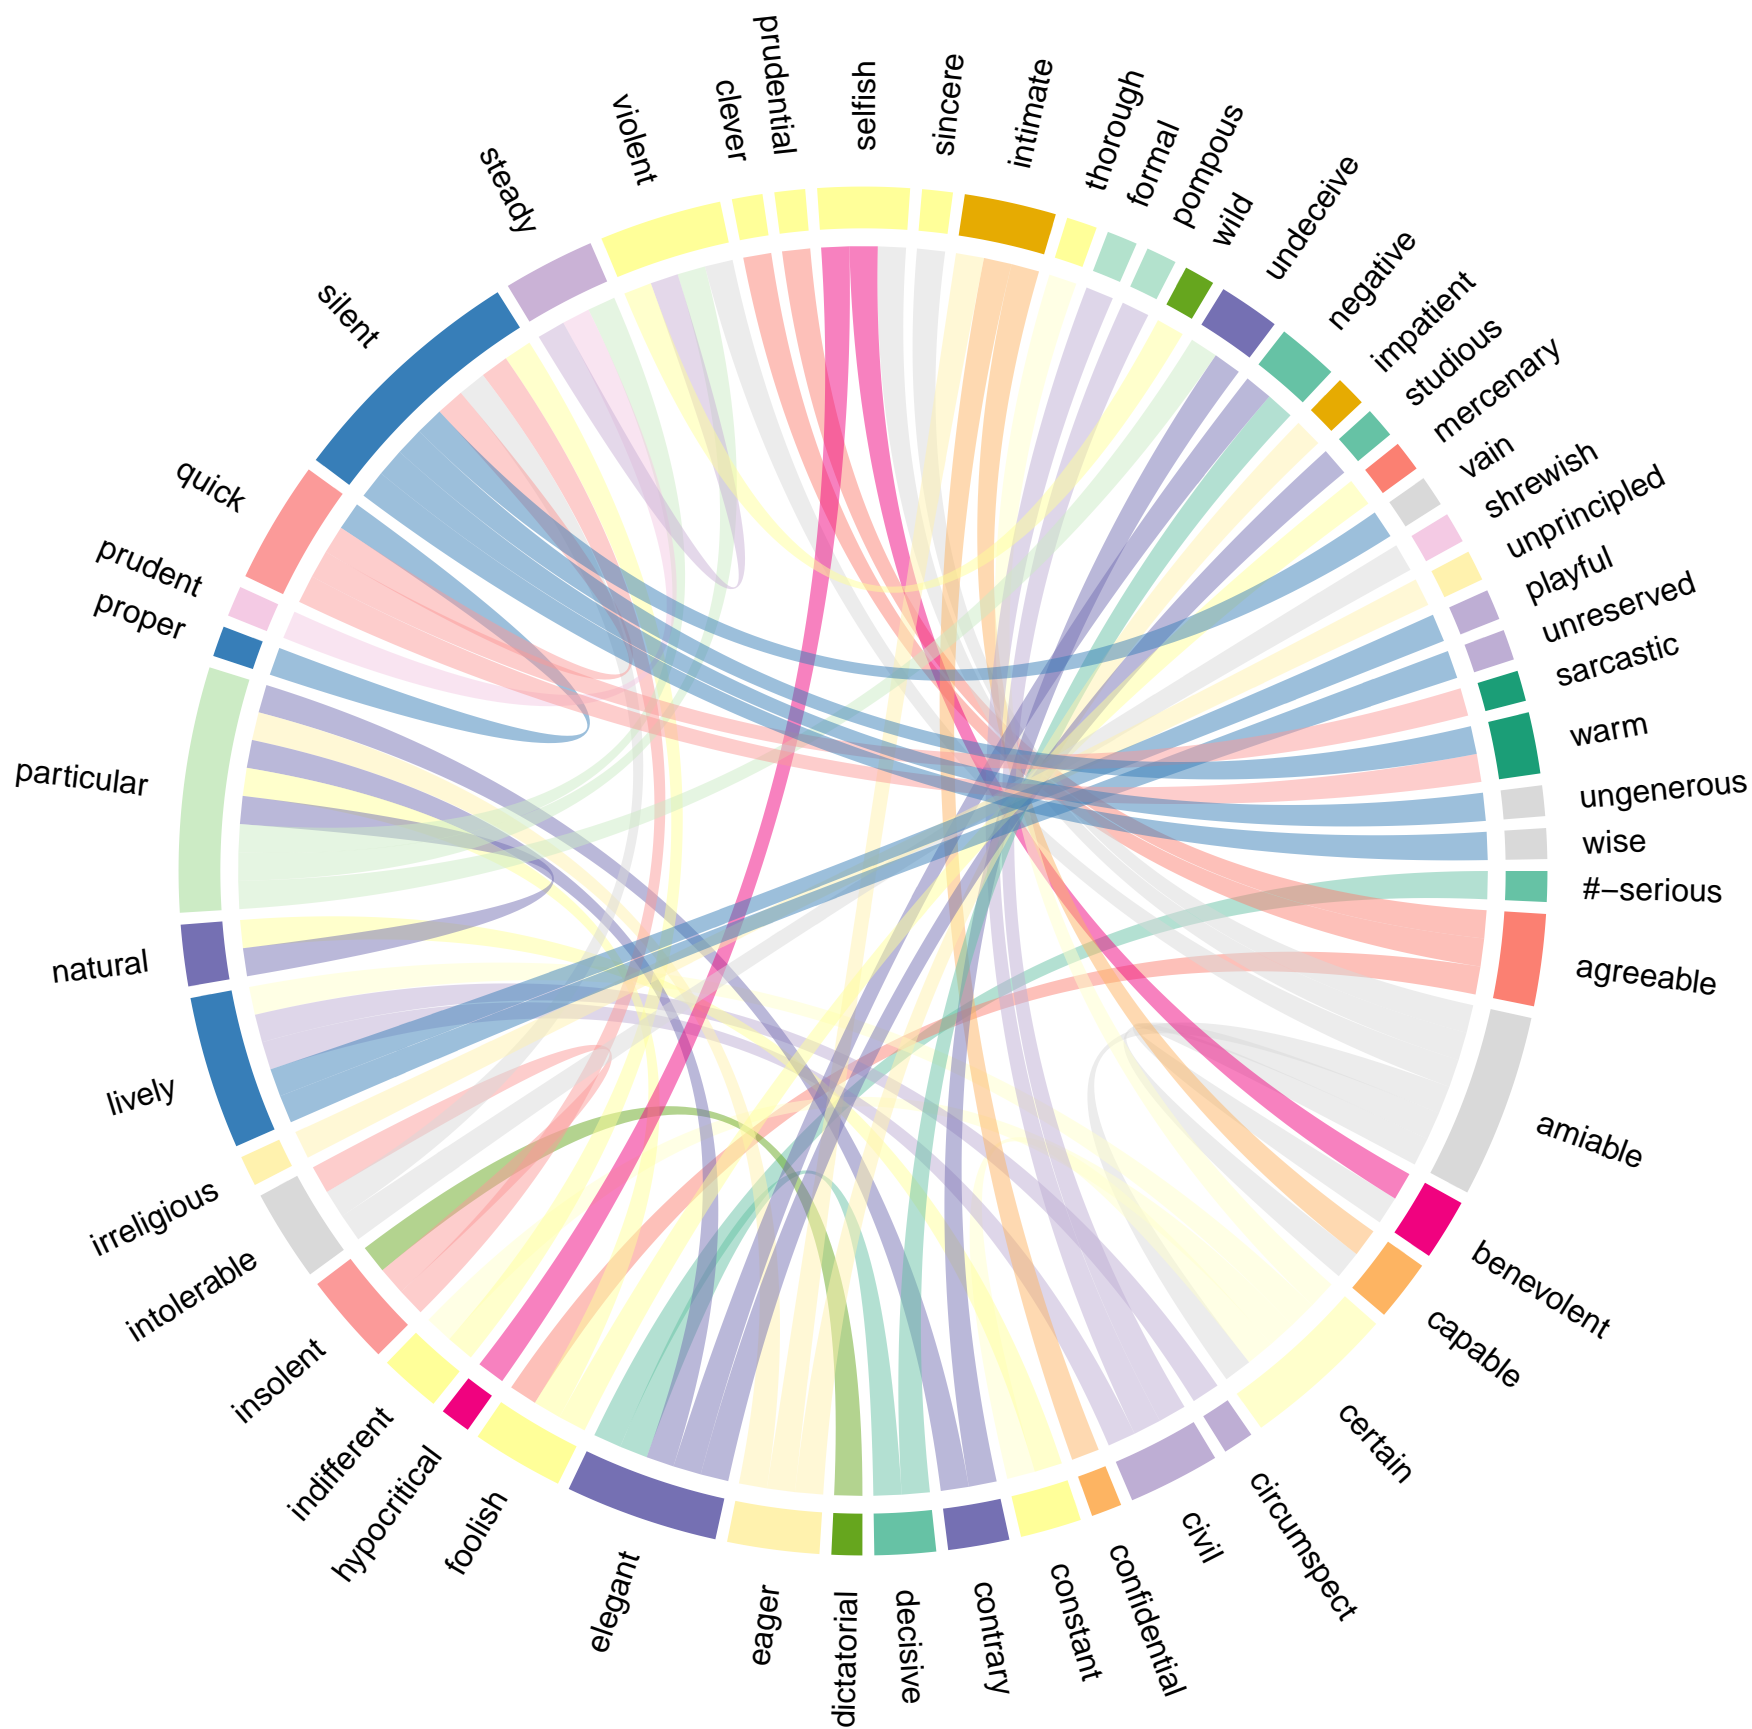 prudential
clever
selfish
sincere
intimate
thorough
formal
pompous
wild
undeceive
negative
impatient
studious
mercenary
vain
shrewish
unprincipled
playful
unreserved
sarcastic
warm
ungenerous
wise
#–serious
agreeable
amiable
benevolent
capable
certain
circumspect
civil
confidential
constant
contrary
decisive
dictatorial
eager
elegant
foolish
hypocritical
indifferent
insolent
intolerable
irreligious
lively
natural
particular
proper
prudent
quick
silent
steady
violent